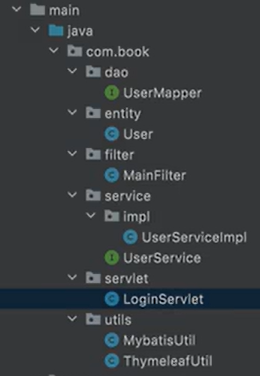 main
java
com.book
dao
UserMapper
entity
User
filter
MainFilter
service
impl
UserServiceImpl
UserService
servlet
LoginServlet
utils
MybatisUtil
ThymeleafUtil